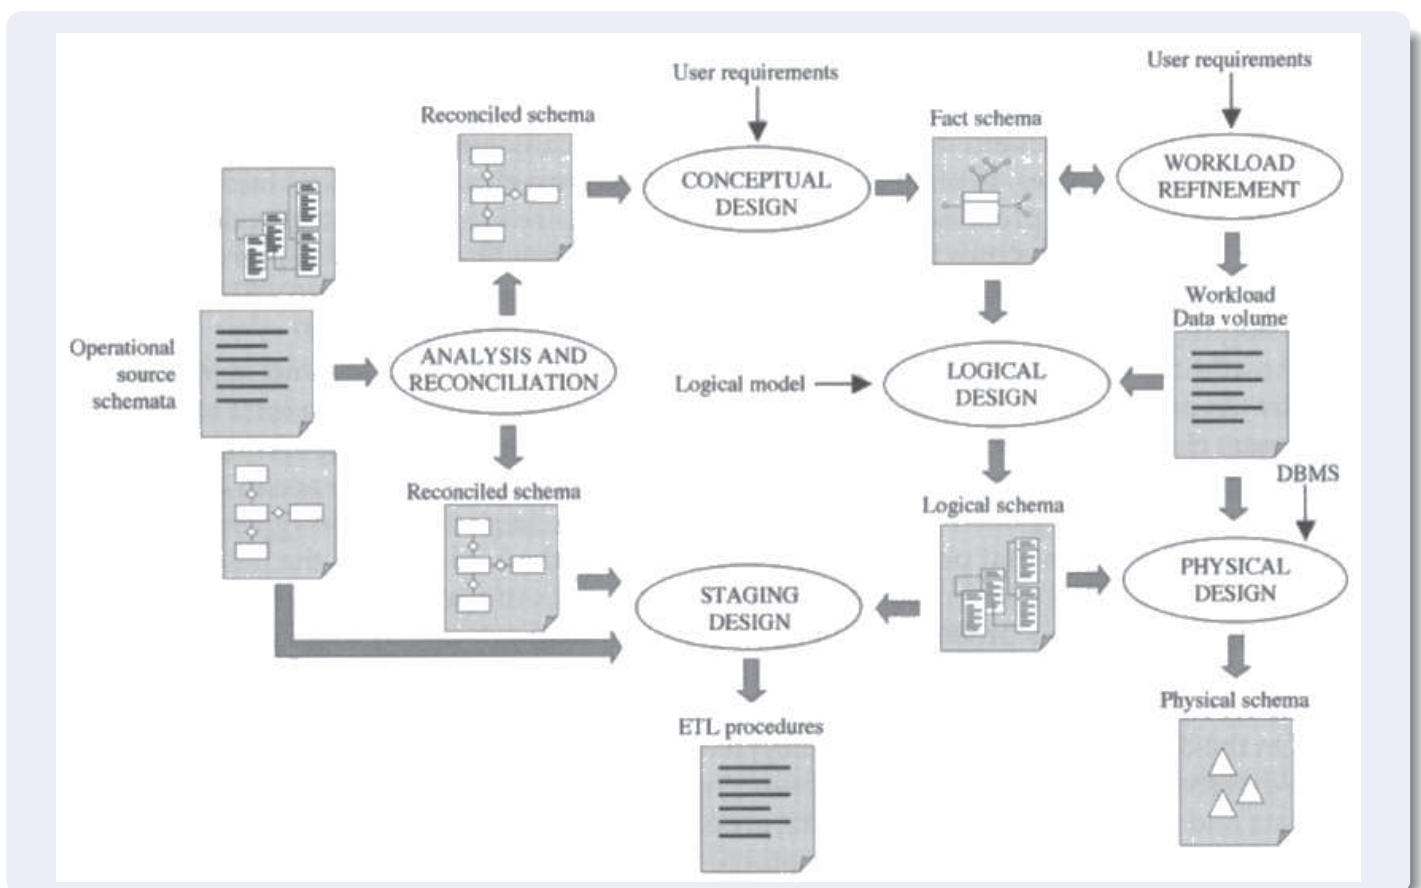 User requirements
User requirements
Reconciled schema
Fact schema
CONCEPTUAL
DESIGN
WORKLOAD
REFINEMENT
Workload
Data volume
Operational
source
schemata
ANALYSIS AND
RECONCILIATION
Logical model
LOGICAL
DESIGN
DBMS
Reconciled schema
Logical schema
STAGING
DESIGN
PHYSICAL
DESIGN
Physical schema
ETL procedures